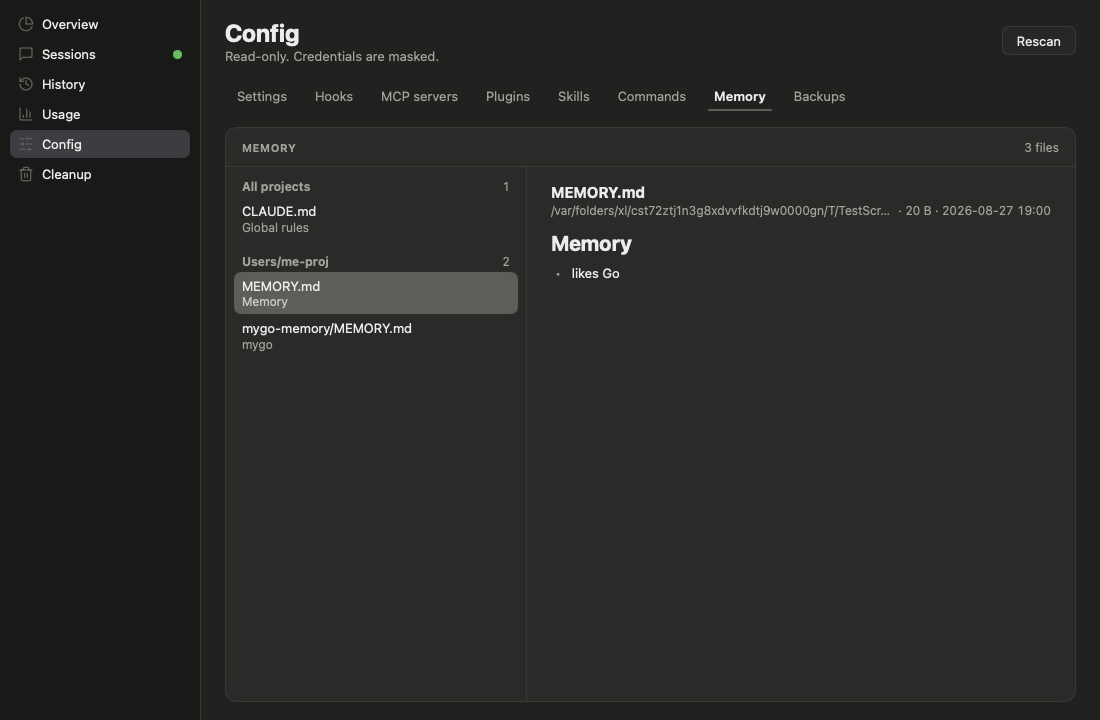 Overview
Sessions
History
Usage
Config
Cleanup
Config
Read-only. Credentials are masked.
Rescan
Settings Hooks MCP servers Plugins Skills Commands Memory Backups
MEMORY 3 files
All projects 1
CLAUDE.md
Global rules
Users/me-proj 2
MEMORY.md
Memory
mygo-memory/MEMORY.md
mygo
MEMORY.md
/var/folders/xl/cst72ztj1n3g8xdvvfkdtj9w0000gn/T/TestScr... · 20 B · 2026-08-27 19:00
Memory
• likes Go